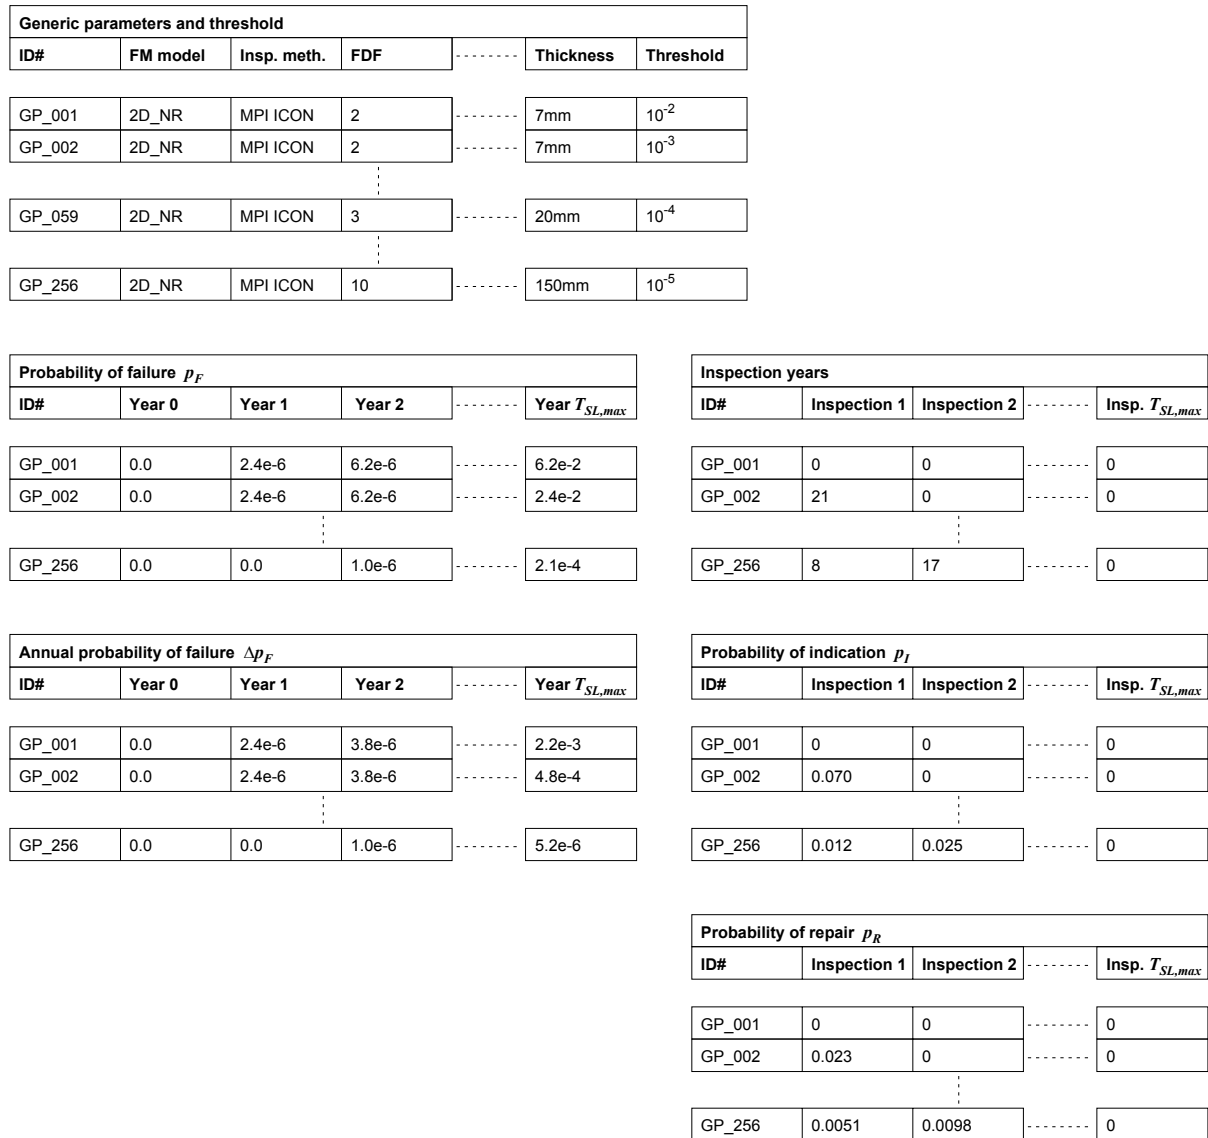 Generic parameters and threshold
ID# FM model Insp. meth. FDF Thickness Threshold
GP_001 2D_NR MPI ICON 2 7mm 10-2
GP_002 2D_NR MPI ICON 2 7mm 10-3
GP_059 2D_NR MPI ICON 3 20mm 10-4
GP_256 2D_NR MPI ICON 10 150mm 10-5
Probability of failure pF
ID# Year 0 Year 1 Year 2 Year TSL,max
GP_001 0.0 2.4e-6 6.2e-6 6.2e-2
GP_002 0.0 2.4e-6 6.2e-6 2.4e-2
GP_256 0.0 0.0 1.0e-6 2.1e-4
Inspection years
ID# Inspection 1 Inspection 2 Insp. TSL,max
GP_001 0 0 0
GP_002 21 0 0
GP_256 8 17 0
Annual probability of failure ΔpF
ID# Year 0 Year 1 Year 2 Year TSL,max
GP_001 0.0 2.4e-6 3.8e-6 2.2e-3
GP_002 0.0 2.4e-6 3.8e-6 4.8e-4
GP_256 0.0 0.0 1.0e-6 5.2e-6
Probability of indication pI
ID# Inspection 1 Inspection 2 Insp. TSL,max
GP_001 0 0 0
GP_002 0.070 0 0
GP_256 0.012 0.025 0
Probability of repair pR
ID# Inspection 1 Inspection 2 Insp. TSL,max
GP_001 0 0 0
GP_002 0.023 0 0
GP_256 0.0051 0.0098 0